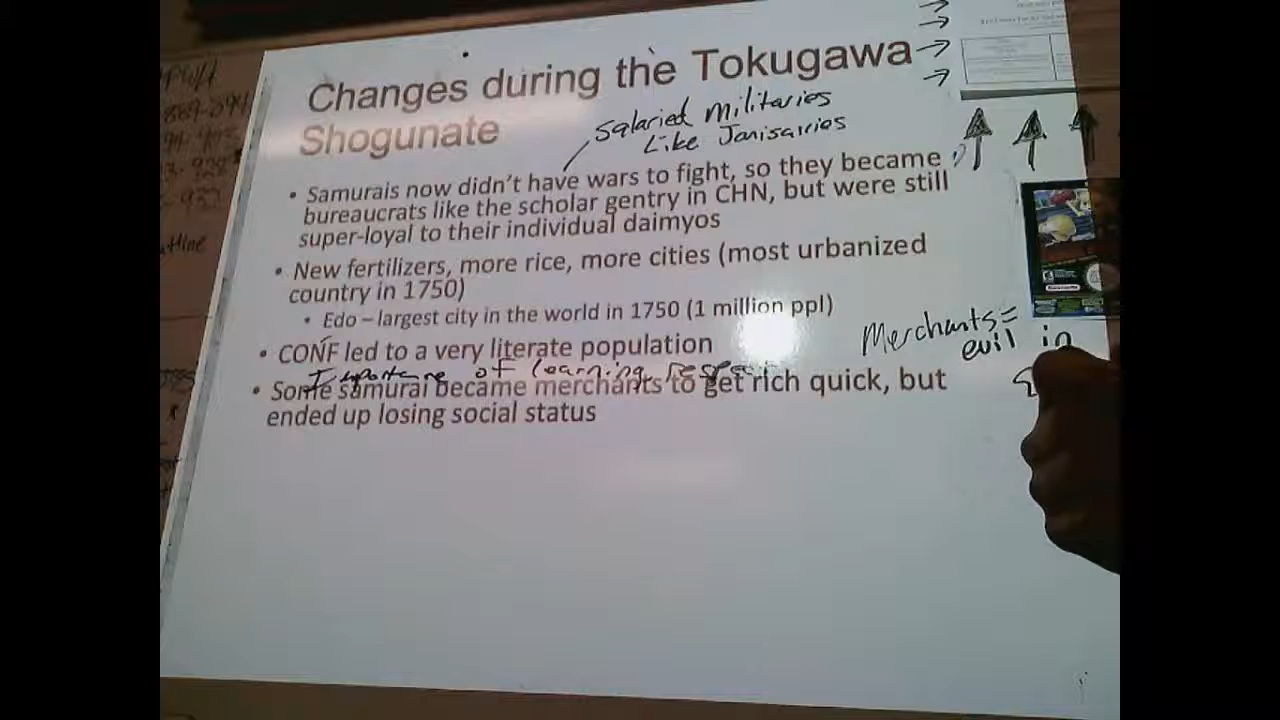 Changes during the Tokugawa
Shogunate
Salaried militaries
Like Janisarries
• Samurais now didn't have wars to fight, so they became
bureaucrats like the scholar gentry in CHN, but were still
super-loyal to their individual daimyos
• New fertilizers, more rice, more cities (most urbanized
country in 1750)
• Edo – largest city in the world in 1750 (1 million ppl)
Merchants =
evil in
• CONF led to a very literate population
of learning
• Some samurai became merchants to get rich quick, but
ended up losing social status